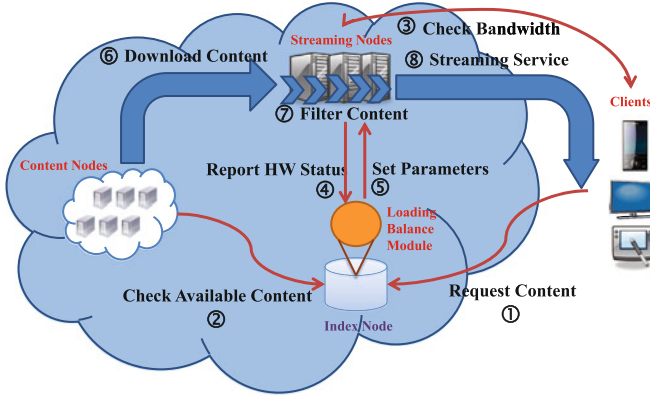 ③ Check Bandwidth
Streaming Nodes
⑥ Download Content
⑧ Streaming Service
Clients
⑦ Filter Content
Content Nodes
Report HW Status
④
Set Parameters
⑤
Loading
Balance
Module
Check Available Content
②
Request Content
①
Index Node